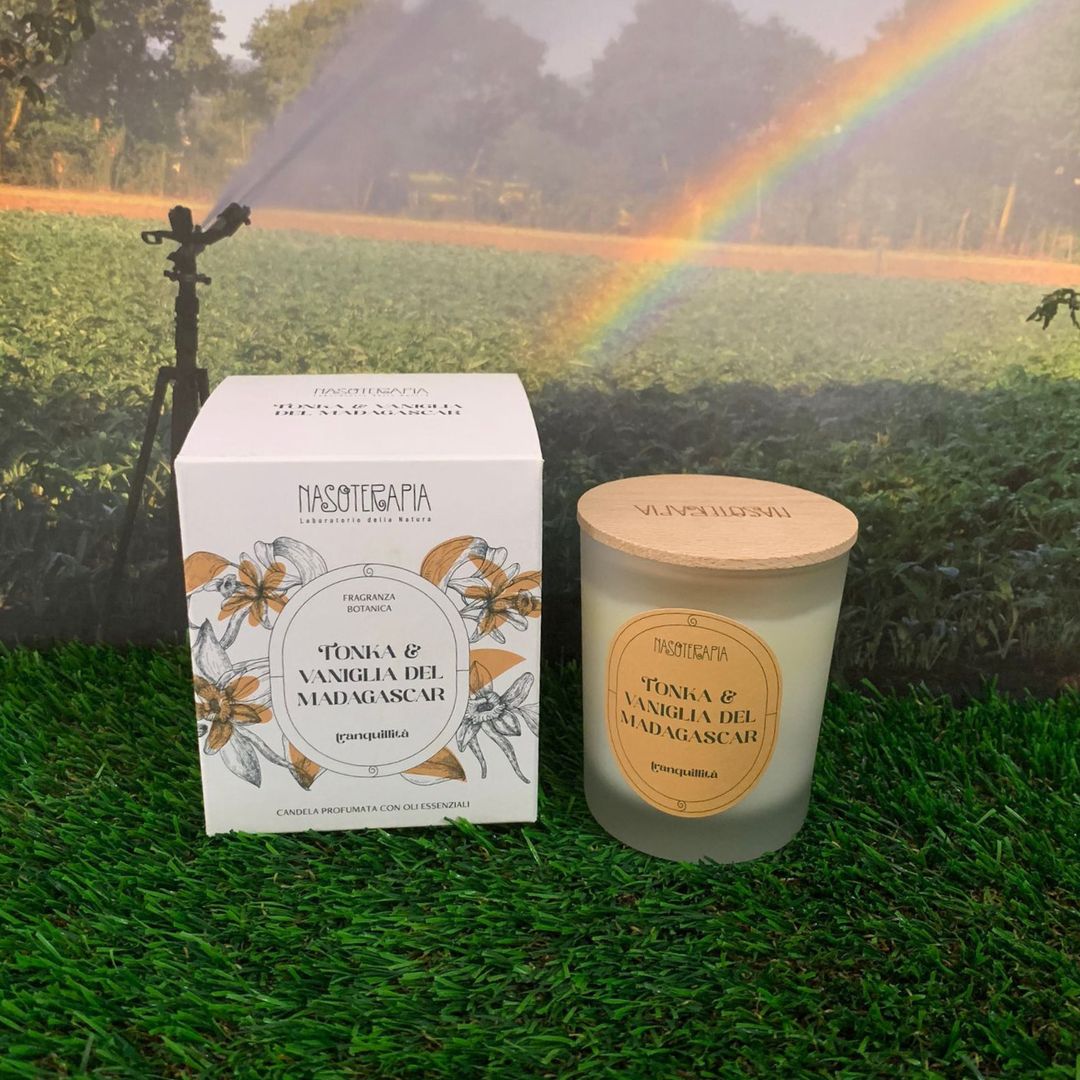 NASOTERAPIA
TONKA & VANIGLIA
DEL MADAGASCAR
NASOTERAPIA
Laboratorio della Natura
FRAGRANZA
BOTANICA
TONKA &
VANIGLIA DEL
MADAGASCAR
tranquillità
CANDELA PROFUMATA CON OLI ESSENZIALI
NASOTERAPIA
NASOTERAPIA
TONKA &
VANIGLIA DEL
MADAGASCAR
tranquillità